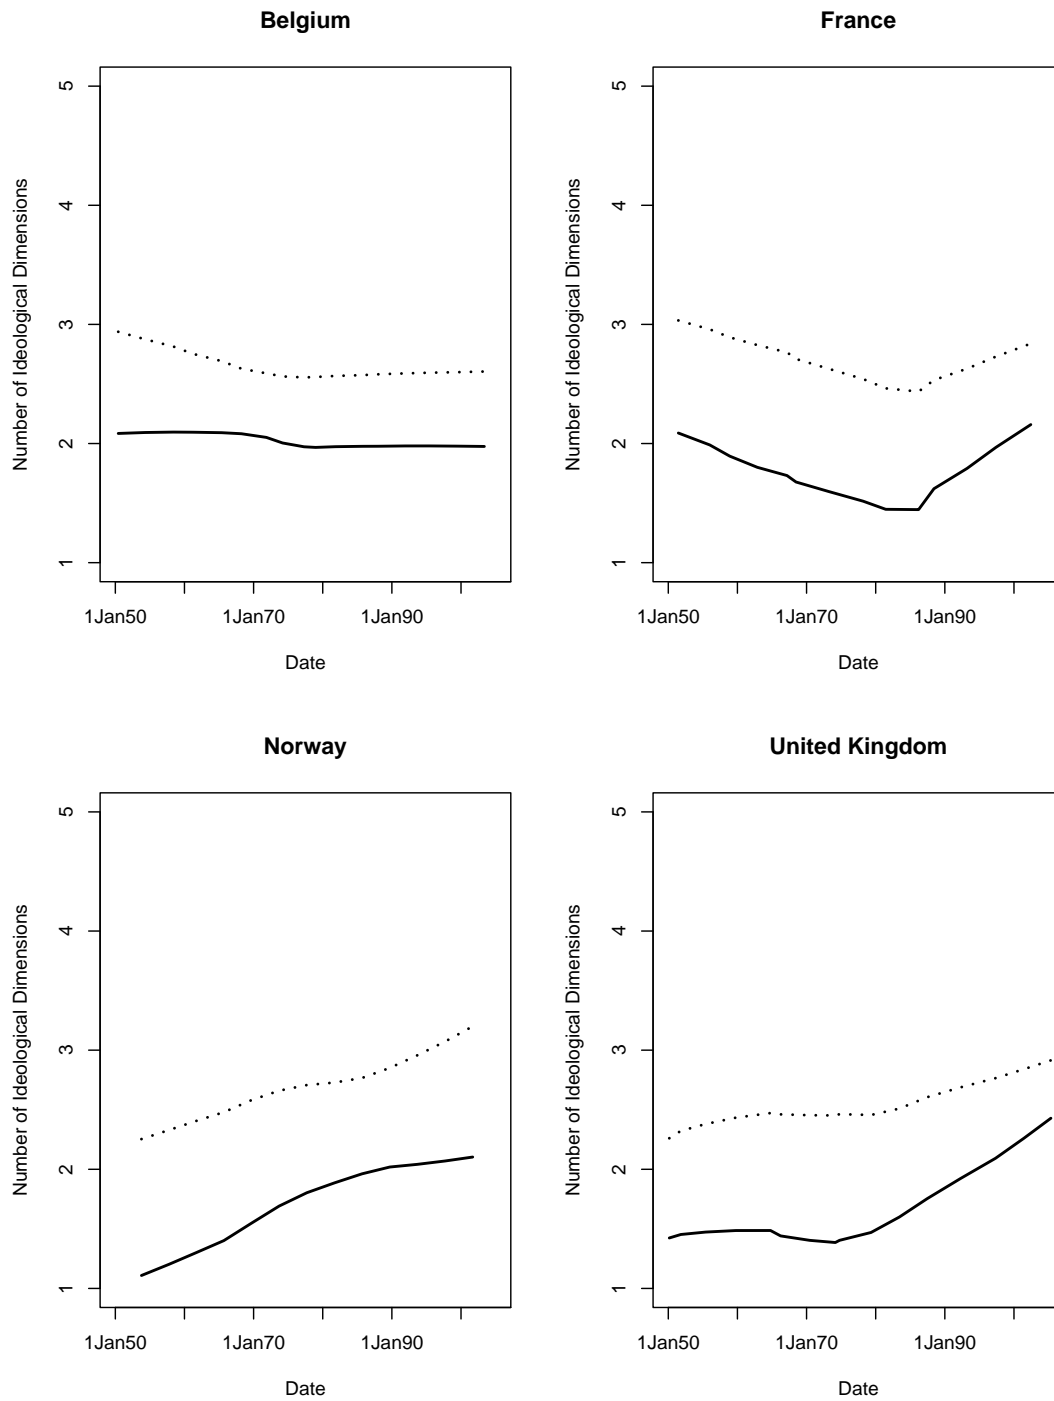 Belgium
Number of Ideological Dimensions
5
4
3
2
1
1Jan50 1Jan70 1Jan90
Date
France
Number of Ideological Dimensions
5
4
3
2
1
1Jan50 1Jan70 1Jan90
Date
Norway
Number of Ideological Dimensions
5
4
3
2
1
1Jan50 1Jan70 1Jan90
Date
United Kingdom
Number of Ideological Dimensions
5
4
3
2
1
1Jan50 1Jan70 1Jan90
Date